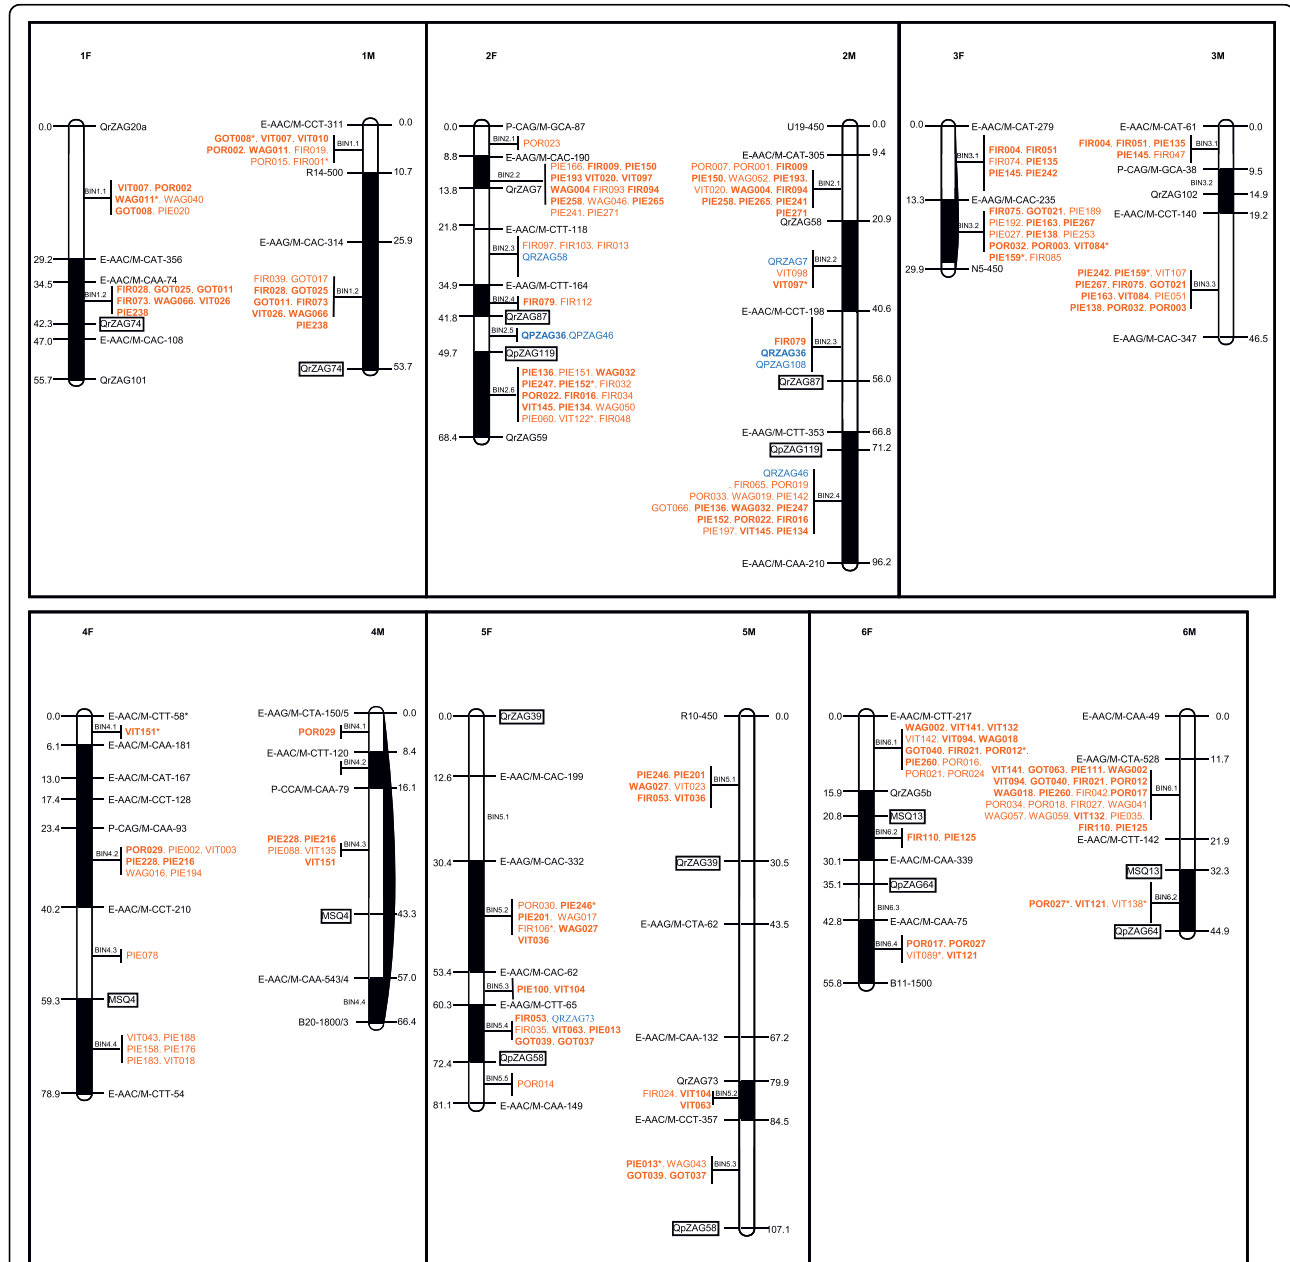 1F
1M
0.0
QrZAG20a
BIN1.1
VIT007. POR002
WAG011*. WAG040
GOT008. PIE020
29.2
E-AAC/M-CAT-356
34.5
E-AAC/M-CAA-74
BIN1.2
FIR028. GOT025. GOT011
FIR073. WAG066. VIT026
PIE238
42.3
QrZAG74
47.0
E-AAC/M-CAC-108
55.7
QrZAG101
E-AAC/M-CCT-311
0.0
GOT008*. VIT007. VIT010
POR002. WAG011. FIR019.
POR015. FIR001*
BIN1.1
R14-500
10.7
E-AAG/M-CAC-314
25.9
FIR039. GOT017
FIR028. GOT025
GOT011. FIR073
VIT026. WAG066
PIE238
BIN1.2
QrZAG74
53.7
2F
2M
0.0
P-CAG/M-GCA-87
BIN2.1
POR023
8.8
E-AAC/M-CAC-190
BIN2.2
PIE166. FIR009. PIE150
PIE193 VIT020. VIT097
WAG004 FIR093 FIR094
PIE258. WAG046. PIE265
PIE241. PIE271
13.8
QrZAG7
21.8
E-AAC/M-CTT-118
BIN2.3
FIR097. FIR103. FIR013
QRZAG58
34.9
E-AAC/M-CTT-164
BIN2.4
FIR079. FIR112
41.8
QrZAG87
BIN2.5
QPZAG36.QPZAG46
49.7
QpZAG119
BIN2.6
PIE136. PIE151. WAG032
PIE247. PIE152*. FIR032
POR022. FIR016. FIR034
VIT145. PIE134. WAG050
PIE060. VIT122*. FIR048
68.4
QrZAG59
U19-450
0.0
E-AAC/M-CAT-305
9.4
POR007. POR001. FIR009
PIE150. WAG052. PIE193.
VIT020. WAG004. FIR094
PIE258. PIE265. PIE241
PIE271
BIN2.1
QrZAG58
20.9
QRZAG7
VIT098
VIT097*
BIN2.2
E-AAC/M-CCT-198
40.6
FIR079
QRZAG36
QPZAG108
BIN2.3
QrZAG87
56.0
E-AAG/M-CTT-353
66.8
QpZAG119
71.2
QRZAG46
. FIR065. POR019
POR033. WAG019. PIE142
GOT066. PIE136. WAG032. PIE247
PIE152. POR022. FIR016
PIE197. VIT145. PIE134
BIN2.4
E-AAC/M-CAA-210
96.2
3F
3M
0.0
E-AAC/M-CAT-279
BIN3.1
FIR004. FIR051
FIR074. PIE135
PIE145. PIE242
13.3
E-AAC/M-CAC-235
BIN3.2
FIR075. GOT021. PIE189
PIE192. PIE163. PIE267
PIE027. PIE138. PIE253
POR032. POR003. VIT084*
PIE159*. FIR085
29.9
N5-450
E-AAC/M-CAT-61
0.0
FIR004. FIR051. PIE135
PIE145. FIR047
BIN3.1
P-CAG/M-GCA-38
9.5
BIN3.2
QrZAG102
14.9
E-AAC/M-CCT-140
19.2
PIE242. PIE159*. VIT107
PIE267. FIR075. GOT021
PIE163. VIT084. PIE051
PIE138. POR032. POR003
BIN3.3
E-AAC/M-CAC-347
46.5
4F
4M
0.0
E-AAC/M-CTT-58*
BIN4.1
VIT151*
6.1
E-AAC/M-CAA-181
13.0
E-AAC/M-CAT-167
17.4
E-AAC/M-CCT-128
23.4
P-CAG/M-CAA-93
BIN4.2
POR029. PIE002. VIT003
PIE228. PIE216
WAG016. PIE194
40.2
E-AAC/M-CCT-210
BIN4.3
PIE078
59.3
MSQ4
BIN4.4
VIT043. PIE188
PIE158. PIE176
PIE183. VIT018
78.9
E-AAC/M-CTT-54
E-AAG/M-CTA-150/5
0.0
POR029
BIN4.1
E-AAC/M-CTT-120
8.4
BIN4.2
P-CCA/M-CAA-79
16.1
PIE228. PIE216
PIE088. VIT135
VIT151
BIN4.3
MSQ4
43.3
E-AAC/M-CAA-543/4
57.0
BIN4.4
B20-1800/3
66.4
5F
5M
0.0
QrZAG39
12.6
E-AAC/M-CAC-199
BIN5.1
30.4
E-AAG/M-CAC-332
BIN5.2
POR030. PIE246*
PIE201. WAG017
FIR106*. WAG027
VIT036
53.4
E-AAC/M-CAC-62
BIN5.3
PIE100. VIT104
60.3
E-AAG/M-CTT-65
BIN5.4
FIR053. QRZAG73
FIR035. VIT063. PIE013
GOT039. GOT037
72.4
QpZAG58
BIN5.5
POR014
81.1
E-AAC/M-CAA-149
R10-450
0.0
PIE246. PIE201
WAG027. VIT023
FIR053. VIT036
BIN5.1
QrZAG39
30.5
E-AAG/M-CTA-62
43.5
E-AAC/M-CAA-132
67.2
QrZAG73
79.9
FIR024. VIT104
VIT063
BIN5.2
E-AAC/M-CCT-357
84.5
PIE013*. WAG043
GOT039. GOT037
BIN5.3
QpZAG58
107.1
6F
6M
0.0
E-AAC/M-CTT-217
BIN6.1
WAG002. VIT141. VIT132
VIT142. VIT094. WAG018
GOT040. FIR021. POR012*.
PIE260. POR016.
POR021. POR024
15.9
QrZAG5b
20.8
MSQ13
BIN6.2
FIR110. PIE125
30.1
E-AAC/M-CAA-339
35.1
QpZAG64
BIN6.3
42.8
E-AAC/M-CAA-75
BIN6.4
POR017. POR027
VIT089*. VIT121
55.8
B11-1500
E-AAC/M-CAA-49
0.0
E-AAG/M-CTA-528
11.7
VIT141. GOT063. PIE111. WAG002
VIT094. GOT040. FIR021. POR012
WAG018. PIE260. FIR042. POR017
POR034. POR018. FIR027. WAG041
WAG057. WAG059. VIT132. PIE035.
FIR110. PIE125
BIN6.1
E-AAC/M-CTT-142
21.9
MSQ13
32.3
POR027*. VIT121. VIT138*
BIN6.2
QpZAG64
44.9